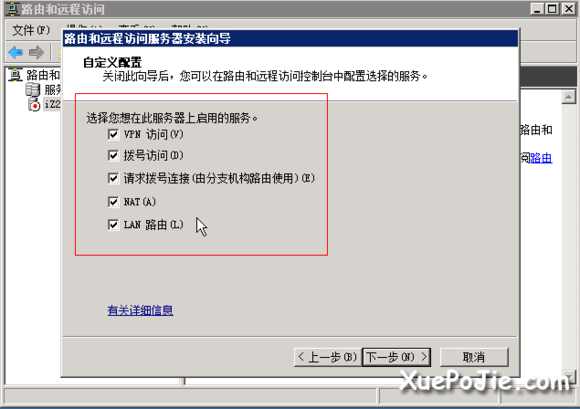 路由和远程访问
文件(F)
路由和远程访问服务器安装向导
自定义配置
关闭此向导后，您可以在路由和远程访问控制台中配置选择的服务。
路由和
服务
iZ2
选择您想在此服务器上启用的服务。
VPN 访问(V)
拨号访问(D)
请求拨号连接(由分支机构路由使用)(E)
NAT(A)
LAN 路由(L)
路由和
阅路由
有关详细信息
< 上一步(B)
下一步(N) >
取消
XuePoJie.com